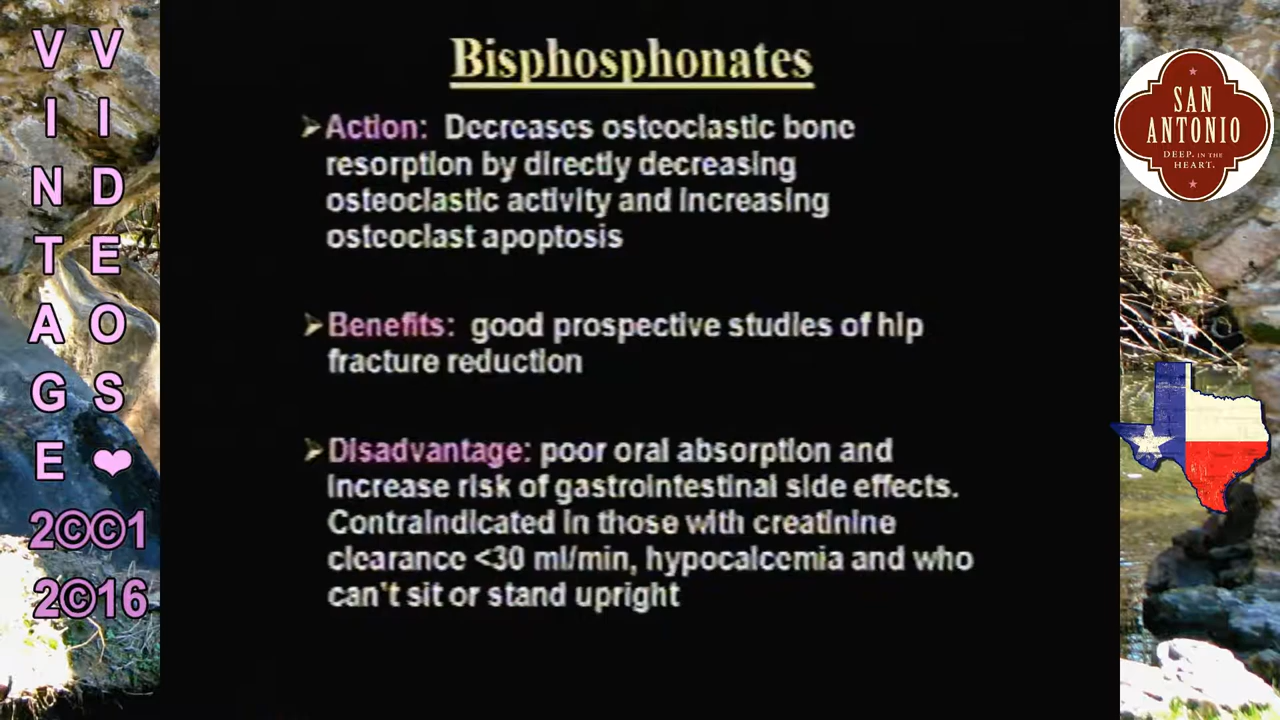 Bisphosphonates
➢Action: Decreases osteoclastic bone
resorption by directly decreasing
osteoclastic activity and increasing
osteoclast apoptosis
➢Benefits: good prospective studies of hip
fracture reduction
➢Disadvantage: poor oral absorption and
increase risk of gastrointestinal side effects.
Contraindicated in those with creatinine
clearance <30 ml/min, hypocalcemia and who
can't sit or stand upright
VINTAGE
VIDEOS❤
2©©1
2©16
SAN
ANTONIO
DEEP. IN THE
HEART.